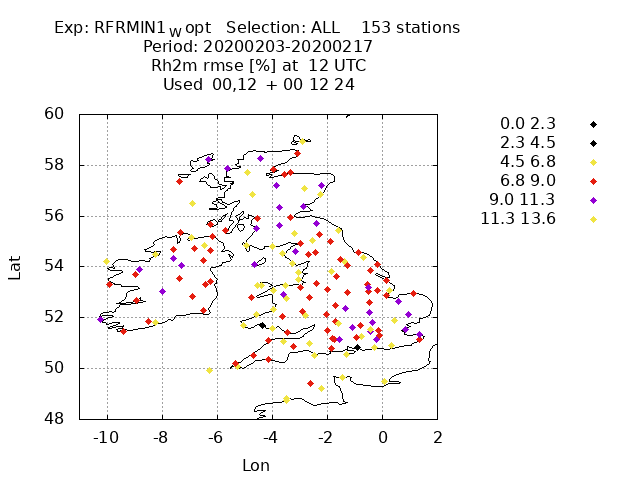 Exp: RFRMIN1 W opt Selection: ALL 153 stations
Period: 20200203-20200217
Rh2m rmse [%] at 12 UTC
Used 00,12 + 00 12 24
60
58
56
54
52
50
48
-10 -8 -6 -4 -2 0 2
Lat
Lon
0.0 2.3
2.3 4.5
4.5 6.8
6.8 9.0
9.0 11.3
11.3 13.6